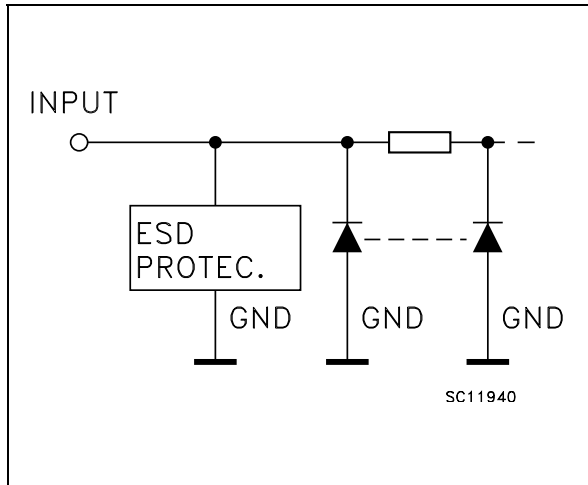 INPUT
ESD
PROTEC.
GND
GND
GND
SC11940